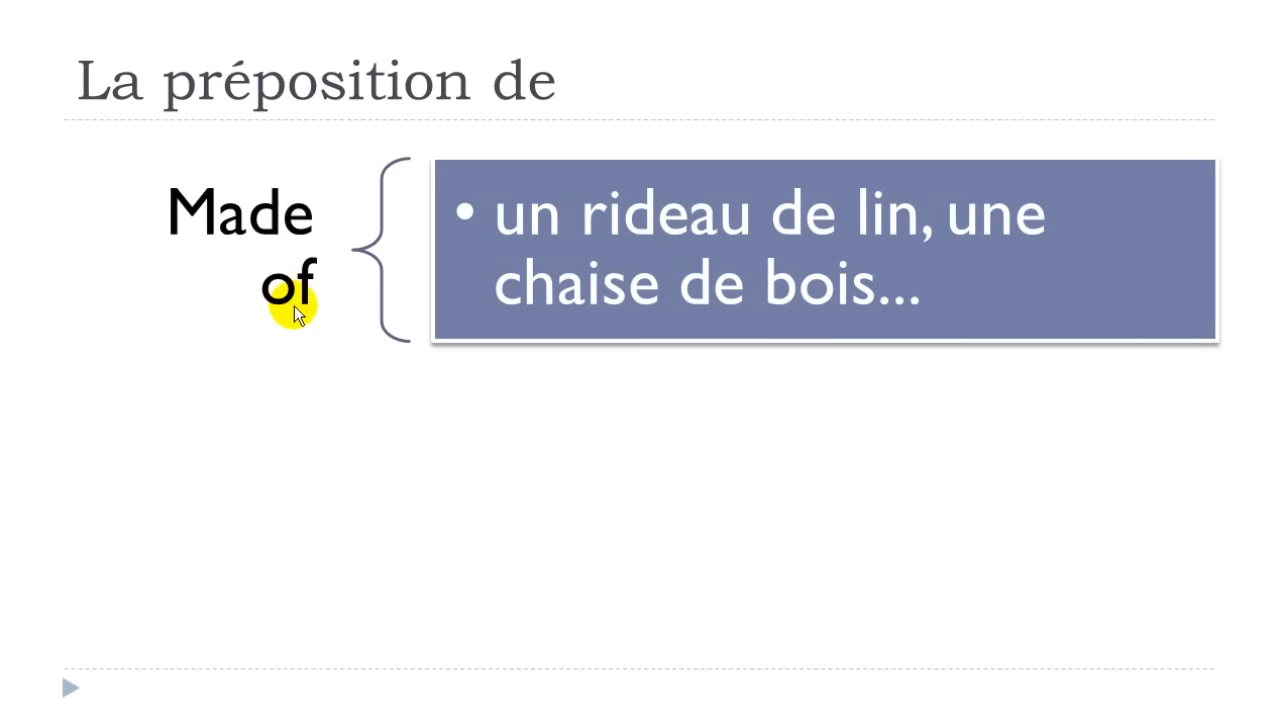 La préposition de
Made
of
• un rideau de lin, une
chaise de bois...